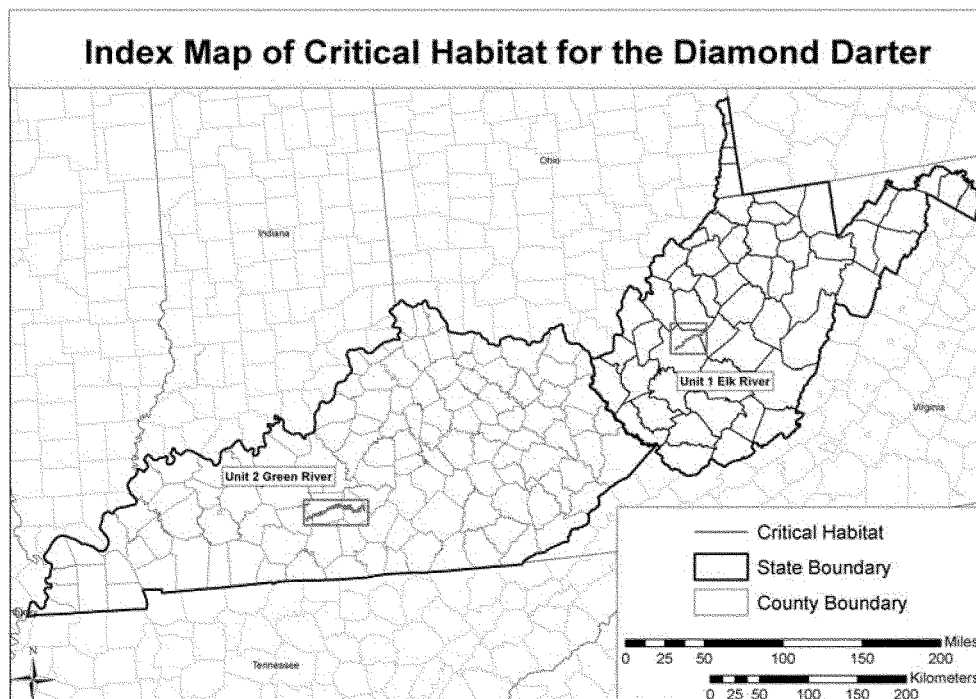 Index Map of Critical Habitat for the Diamond Darter
Ohio
Indiana
Unit 1 Elk River
Virginia
Unit 2 Green River
Critical Habitat
State Boundary
County Boundary
N
Tennessee
Miles
0 25 50 100 150 200
Kilometers
0 25 50 100 150 200